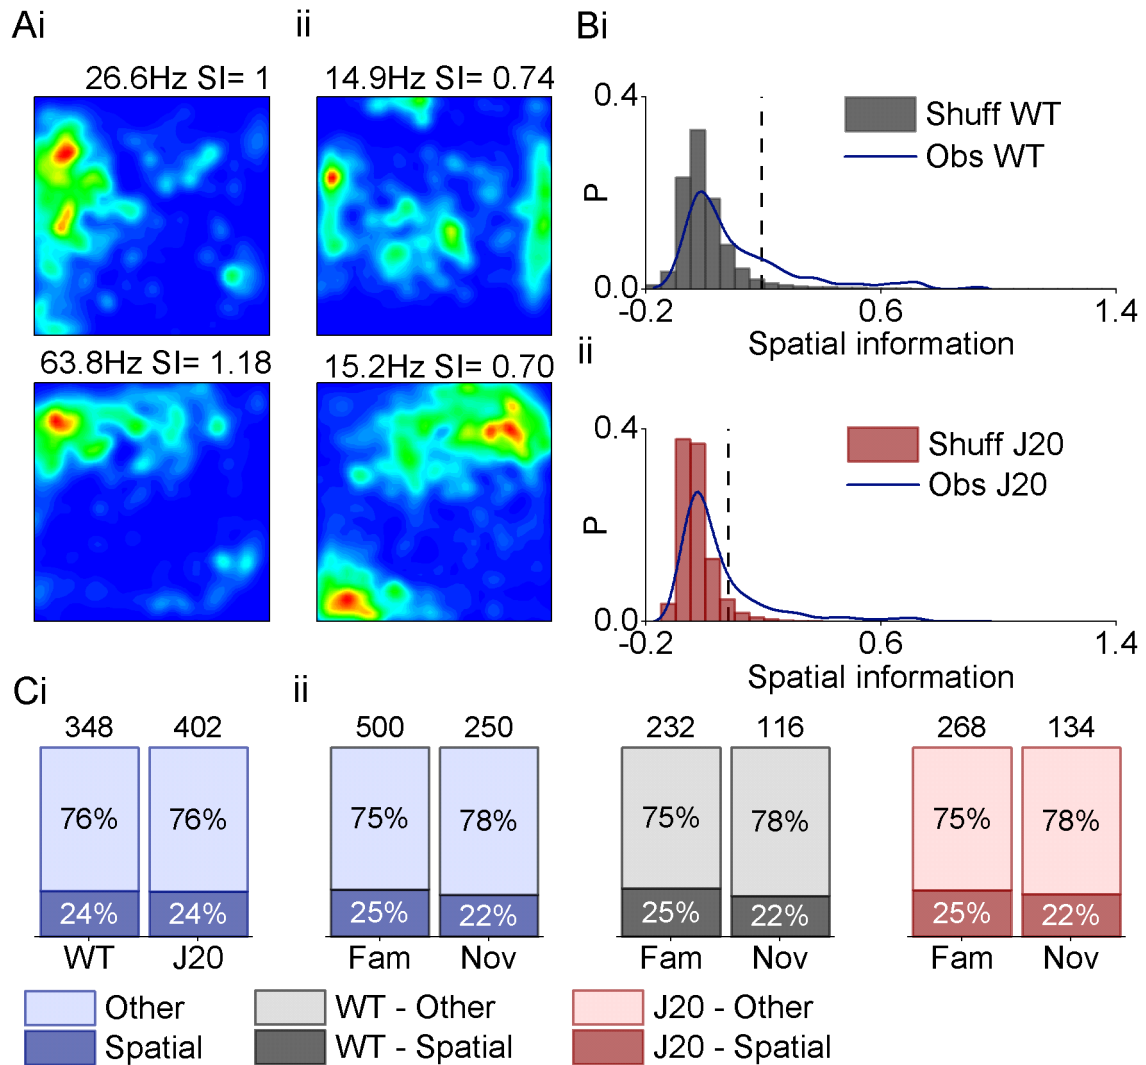 Ai
ii
Bi
26.6Hz SI= 1
14.9Hz SI= 0.74
63.8Hz SI= 1.18
15.2Hz SI= 0.70
0.4
P
0.0
-0.2
0.6
1.4
Spatial information
Shuff WT
Obs WT
ii
0.4
P
0.0
-0.2
0.6
1.4
Spatial information
Shuff J20
Obs J20
Ci
348
402
76%
76%
24%
24%
WT
J20
ii
500
250
75%
78%
25%
22%
Fam
Nov
232
116
75%
78%
25%
22%
Fam
Nov
268
134
75%
78%
25%
22%
Fam
Nov
Other
Spatial
WT - Other
WT - Spatial
J20 - Other
J20 - Spatial